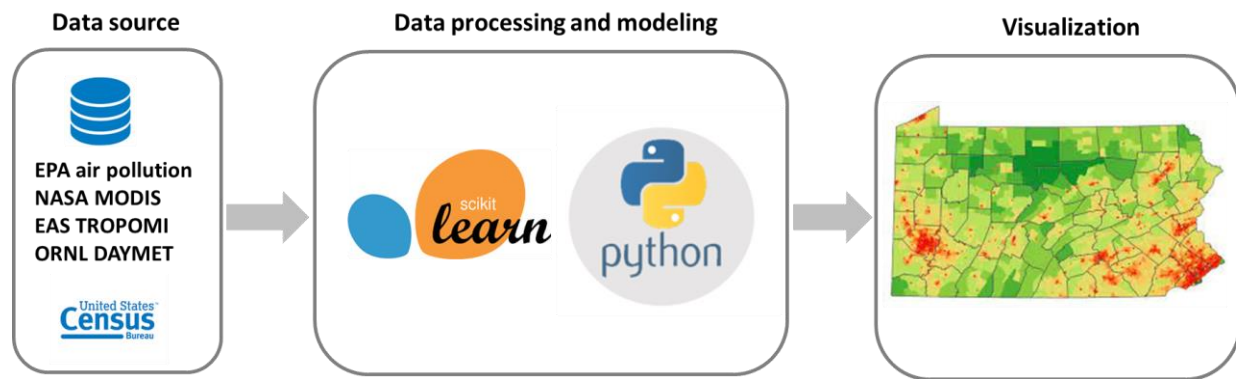 Data source
Data processing and modeling
Visualization
EPA air pollution
NASA MODIS
EAS TROPOMI
ORNL DAYMET
United States™
Census
Bureau
scikit
learn
python